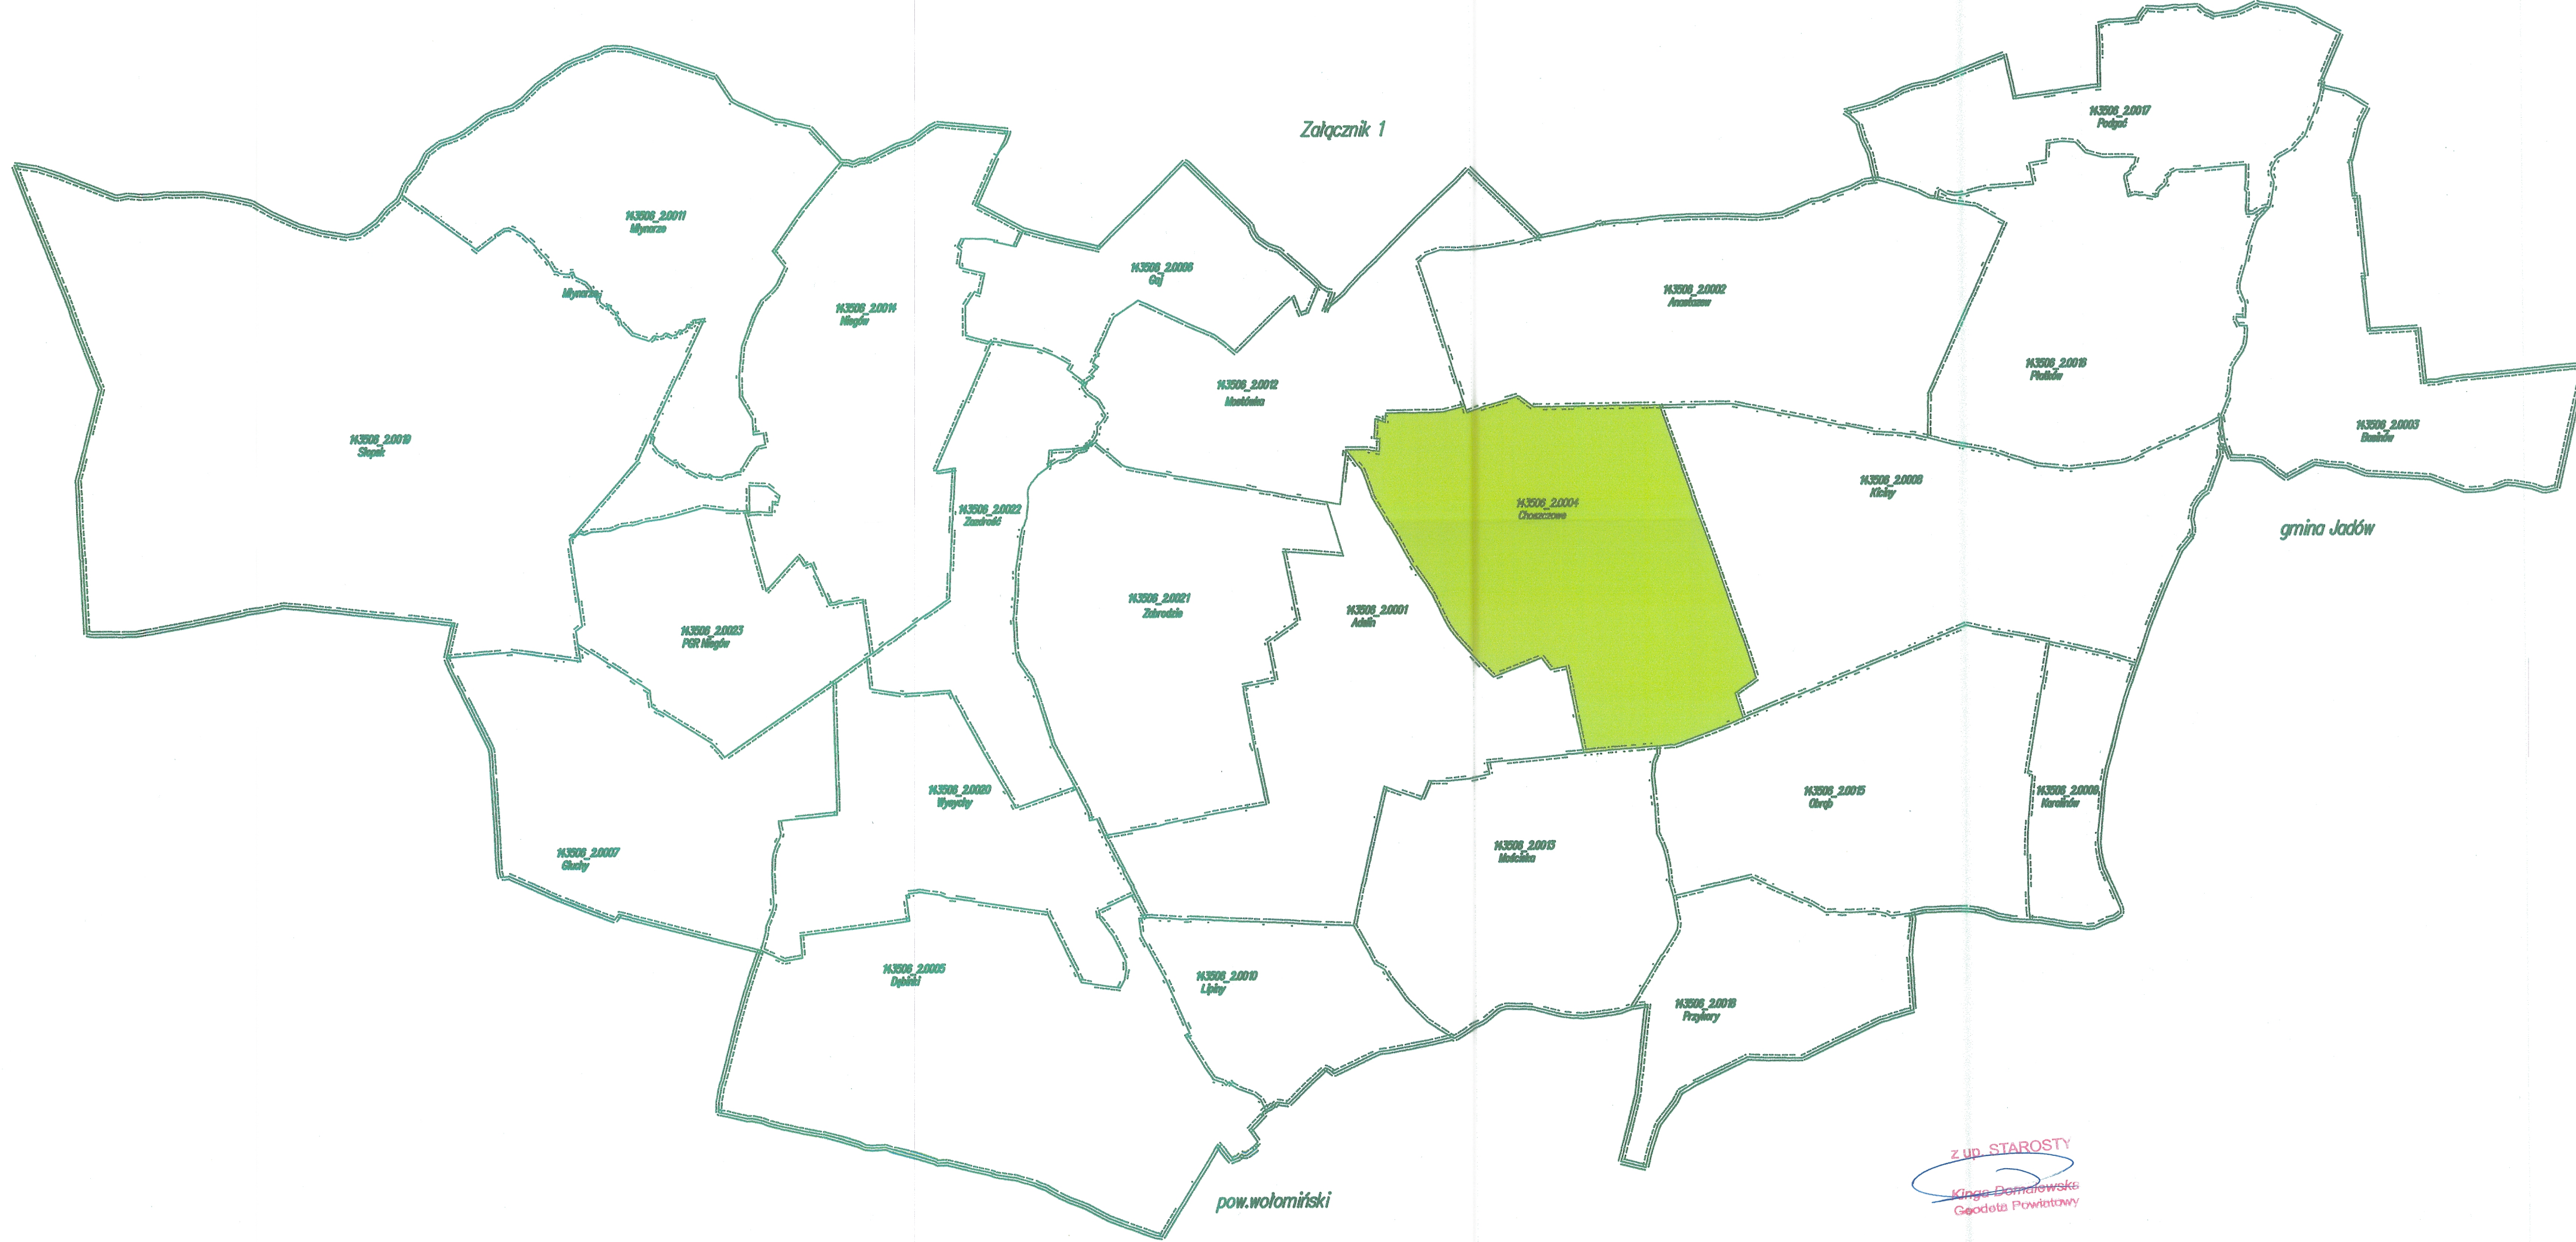 Załącznik 1
143506_2.0017
Podgać
143506_2.0011
Młynarze
143506_2.0006
Gaj
Młynarze
143506_2.0014
Niegów
143506_2.0002
Anastazew
143506_2.0016
Płatków
143506_2.0012
Mostówka
143506_2.0003
Basinów
143506_2.0019
Słopsk
143506_2.0008
Kiciny
143506_2.0004
Choszczowe
143506_2.0022
Zazdrość
gmina Jadów
143506_2.0021
Zabrodzie
143506_2.0001
Adelin
143506_2.0023
PGR Niegów
143506_2.0020
Wysychy
143506_2.0015
Obrąb
143506_2.0009
Karolinów
143506_2.0013
Mościska
143506_2.0007
Głuchy
143506_2.0005
Dębinki
143506_2.0010
Lipiny
143506_2.0018
Przykory
z up. STAROSTY
Kinga Domalewska
Geodeta Powiatowy
pow.wołomiński